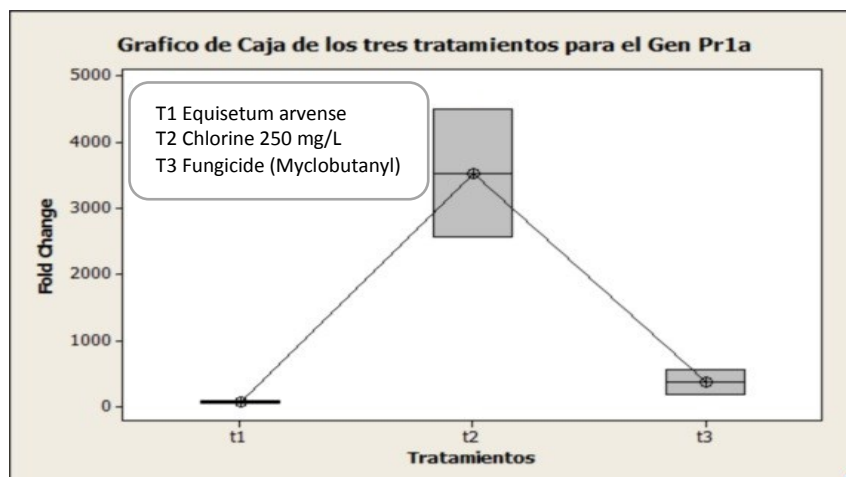 Grafico de Caja de los tres tratamientos para el Gen Pr1a
5000
T1 Equisetum arvense
T2 Chlorine 250 mg/L
T3 Fungicide (Myclobutanyl)
4000
3000
2000
1000
0
Fold Change
t1 t2 t3
Tratamientos